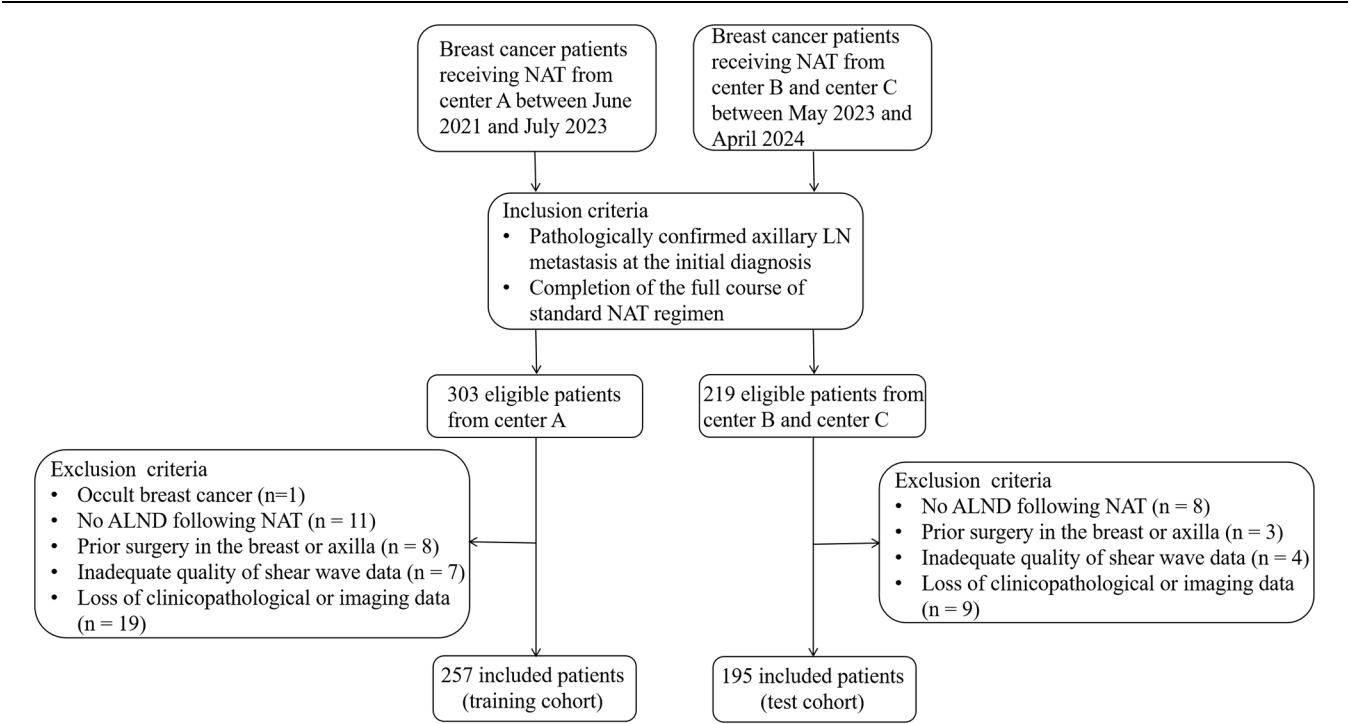 Breast cancer patients
receiving NAT from
center A between June
2021 and July 2023
Breast cancer patients
receiving NAT from
center B and center C
between May 2023 and
April 2024
Inclusion criteria
• Pathologically confirmed axillary LN
metastasis at the initial diagnosis
• Completion of the full course of
standard NAT regimen
303 eligible patients
from center A
219 eligible patients from
center B and center C
Exclusion criteria
• Occult breast cancer (n=1)
• No ALND following NAT (n = 11)
• Prior surgery in the breast or axilla (n = 8)
• Inadequate quality of shear wave data (n = 7)
• Loss of clinicopathological or imaging data
(n = 19)
Exclusion criteria
• No ALND following NAT (n = 8)
• Prior surgery in the breast or axilla (n = 3)
• Inadequate quality of shear wave data (n = 4)
• Loss of clinicopathological or imaging data
(n = 9)
257 included patients
(training cohort)
195 included patients
(test cohort)